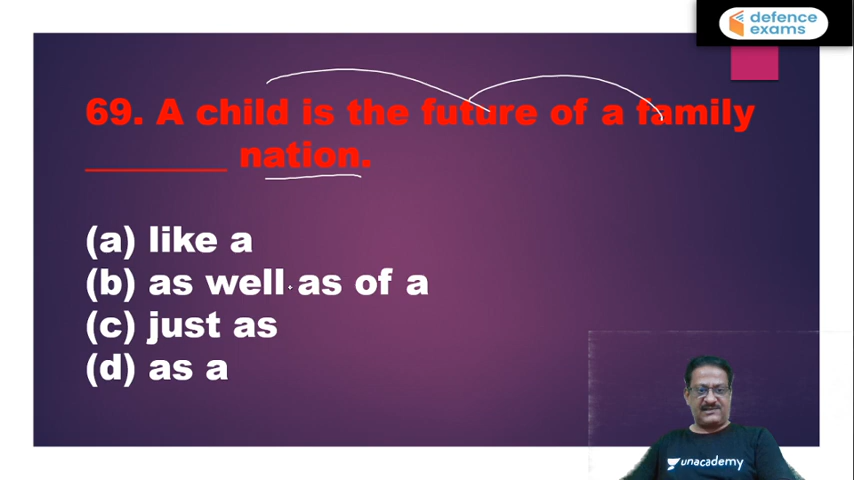 defence
exams
69. A child is the future of a family
________ nation.
(a) like a
(b) as well as of a
(c) just as
(d) as a
unacademy